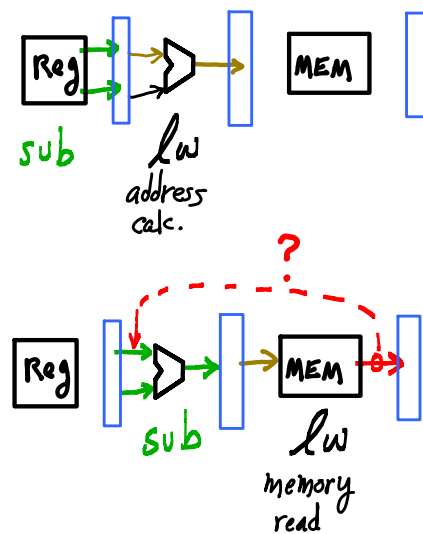 Reg
MEM
sub
lw
address
calc.
?
Reg
MEM
sub
lw
memory
read